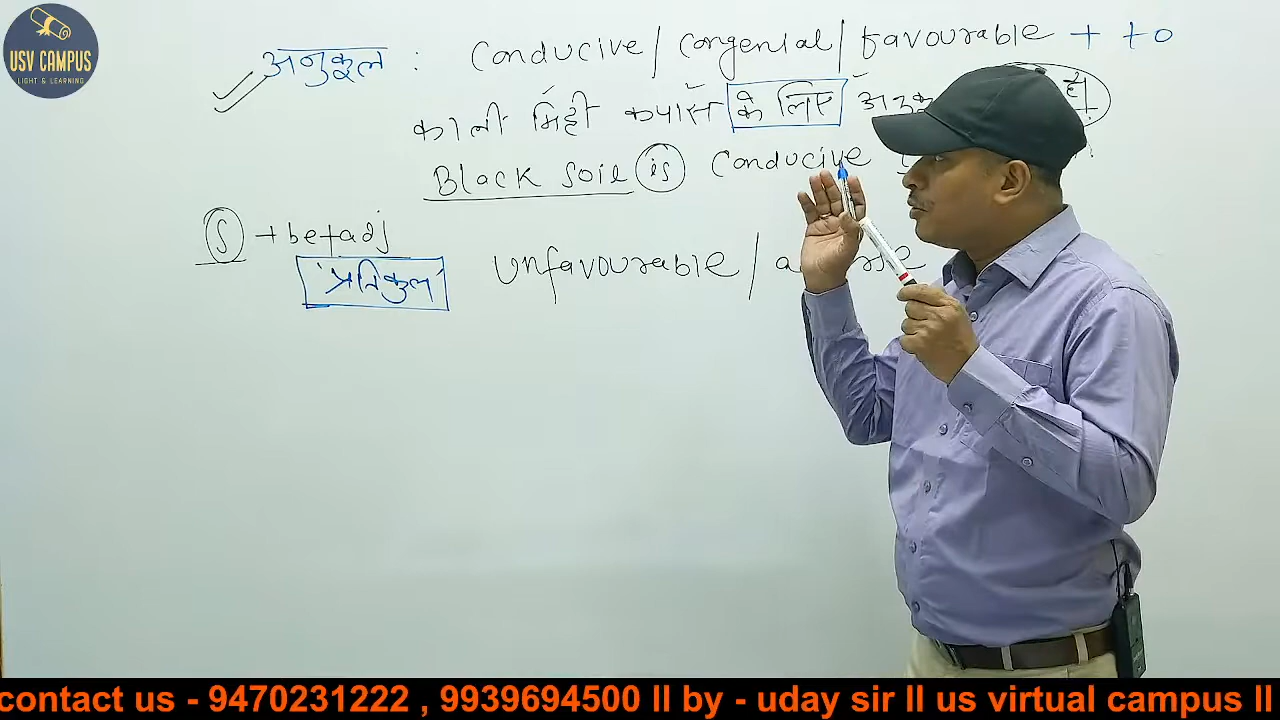 USV CAMPUS
LIGHT & LEARNING
अनुकूल : Conducive / Congenial / favourable + to
काली मिट्टी कपास के लिए
Black Soil is Conducive
S + be + adj
'प्रतिकुल' unfavourable /
contact us - 9470231222 , 9939694500 ll by - uday sir ll us virtual campus ll